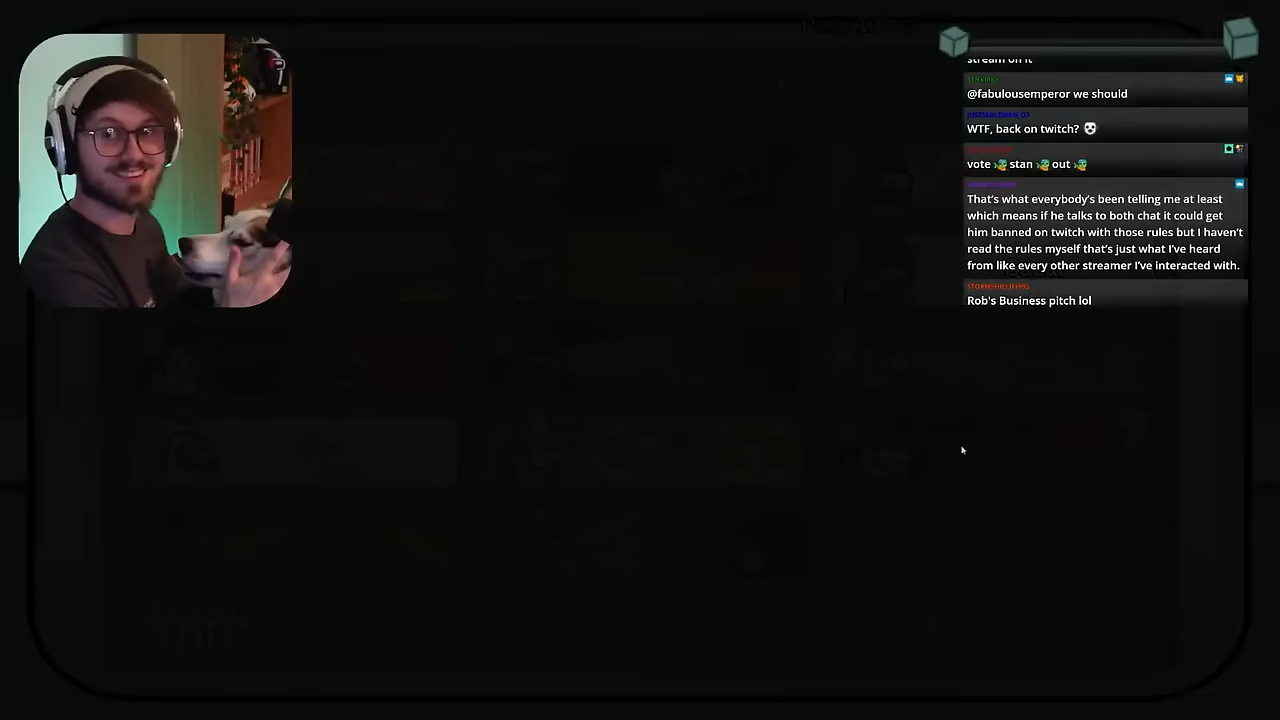 stream on it
@fabulousemperor we should
WTF, back on twitch?
vote stan out
That's what everybody's been telling me at least
which means if he talks to both chat it could get
him banned on twitch with those rules but I haven't
read the rules myself that's just what I've heard
from like every other streamer I've interacted with.
STORMSHIELD1993
Rob's Business pitch lol